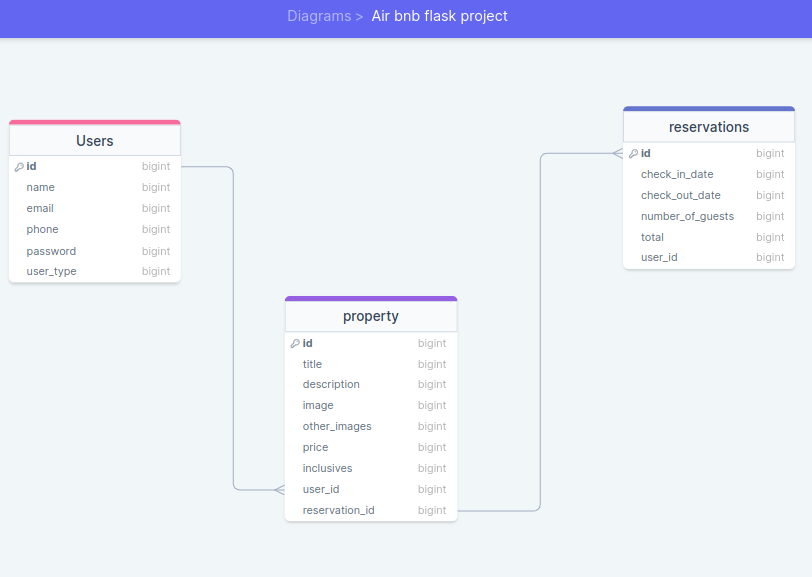 Diagrams > Air bnb flask project
Users
id bigint
name bigint
email bigint
phone bigint
password bigint
user_type bigint
property
id bigint
title bigint
description bigint
image bigint
other_images bigint
price bigint
inclusives bigint
user_id bigint
reservation_id bigint
reservations
id bigint
check_in_date bigint
check_out_date bigint
number_of_guests bigint
total bigint
user_id bigint